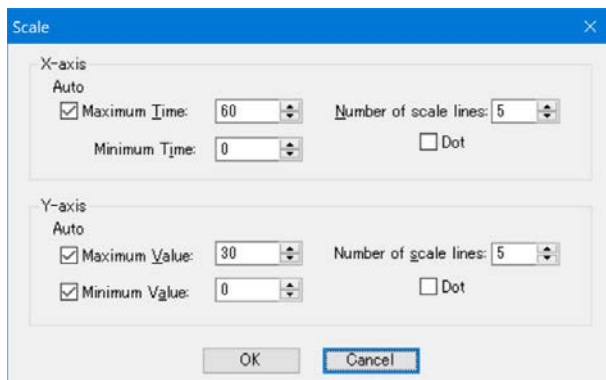 Scale
X-axis
Auto
Maximum Time: 60 Number of scale lines: 5
Minimum Time: 0 Dot
Y-axis
Auto
Maximum Value: 30 Number of scale lines: 5
Minimum Value: 0 Dot
OK Cancel